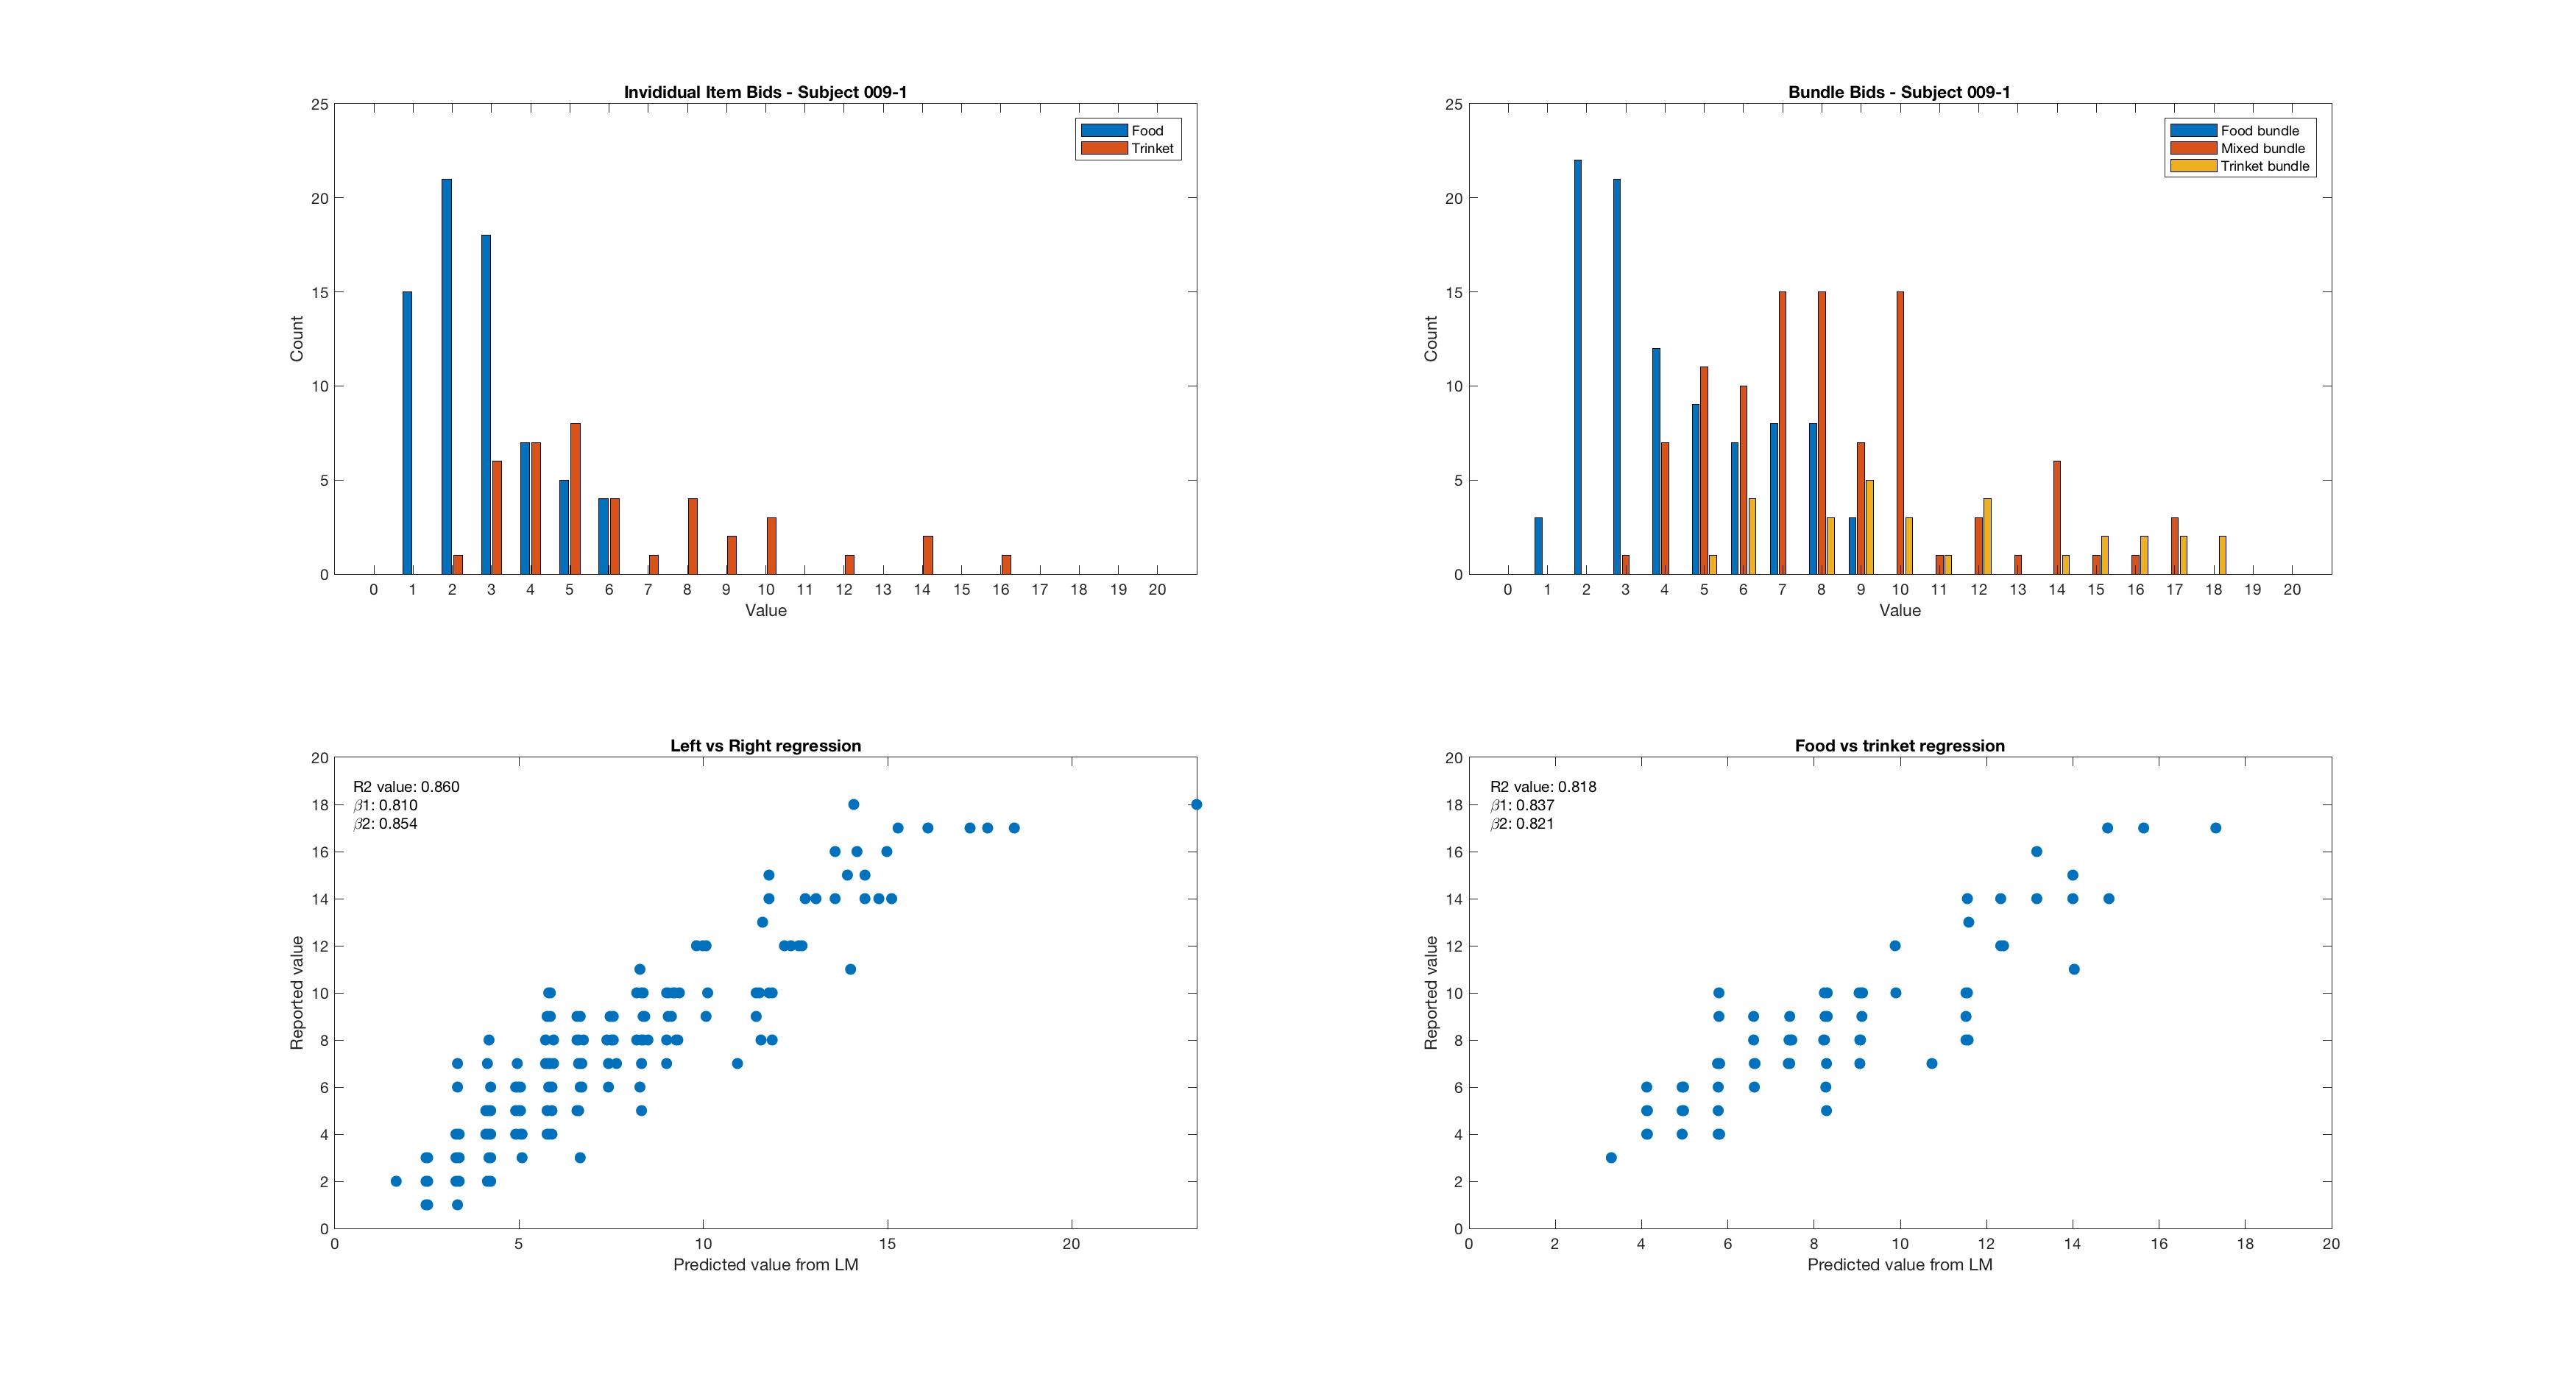 Invididual Item Bids - Subject 009-1
25
20
15
10
5
0
Count
Food
Trinket
0 1 2 3 4 5 6 7 8 9 10 11 12 13 14 15 16 17 18 19 20
Value
Bundle Bids - Subject 009-1
25
20
15
10
5
0
Count
Food bundle
Mixed bundle
Trinket bundle
0 1 2 3 4 5 6 7 8 9 10 11 12 13 14 15 16 17 18 19 20
Value
Left vs Right regression
20
18
16
14
12
10
8
6
4
2
0
Reported value
R2 value: 0.860
β1: 0.810
β2: 0.854
0 5 10 15 20
Predicted value from LM
Food vs trinket regression
20
18
16
14
12
10
8
6
4
2
0
Reported value
R2 value: 0.818
β1: 0.837
β2: 0.821
0 2 4 6 8 10 12 14 16 18 20
Predicted value from LM